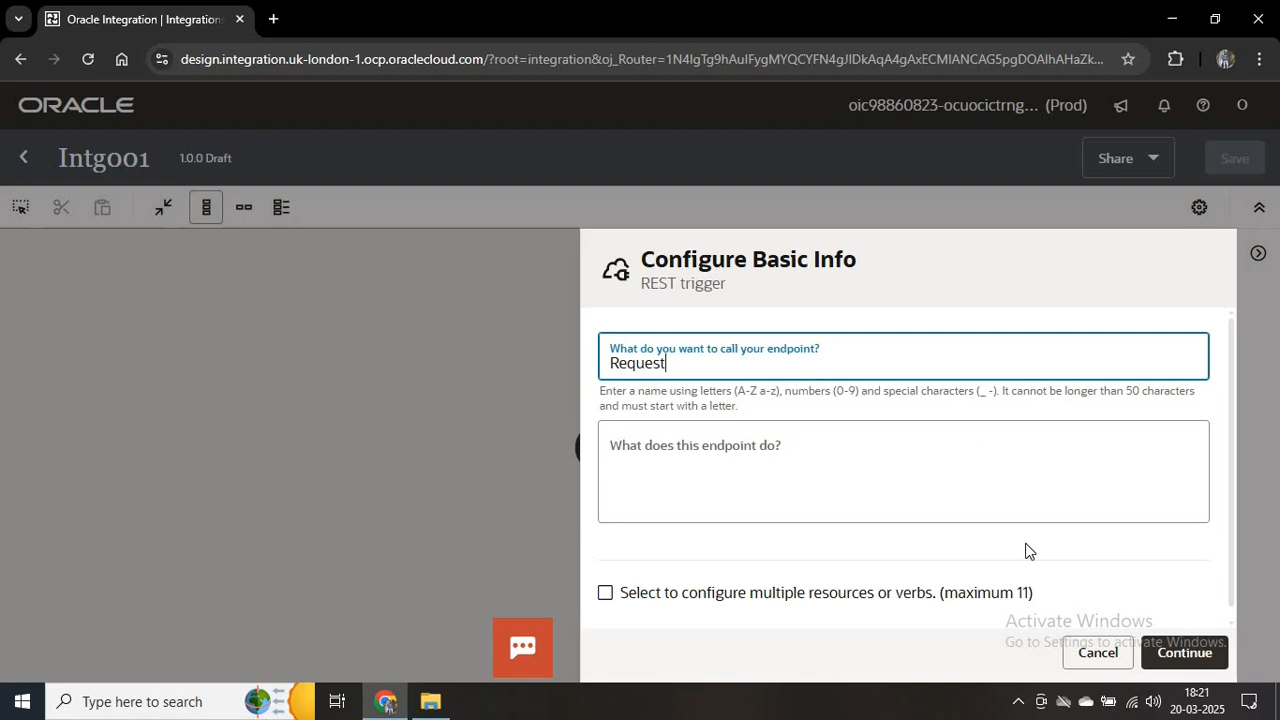 Oracle Integration | Integrations
design.integration.uk-london-1.ocp.oraclecloud.com/?root=integration&oj_Router=1N4IgTg9hAuIFygMYQCYFN4gJIDkAqA4gAxECMIANCAG5pgDOAIhAHaZk...
ORACLE
oic98860823-ocuocictrng... (Prod)
O
Intg001
1.0.0 Draft
Share
Save
Configure Basic Info
REST trigger
What do you want to call your endpoint?
Request
Enter a name using letters (A-Z a-z), numbers (0-9) and special characters (_ -). It cannot be longer than 50 characters
and must start with a letter.
What does this endpoint do?
Select to configure multiple resources or verbs. (maximum 11)
Activate Windows
Go to Settings to activate Windows.
Cancel
Continue
Type here to search
18:21
20-03-2025